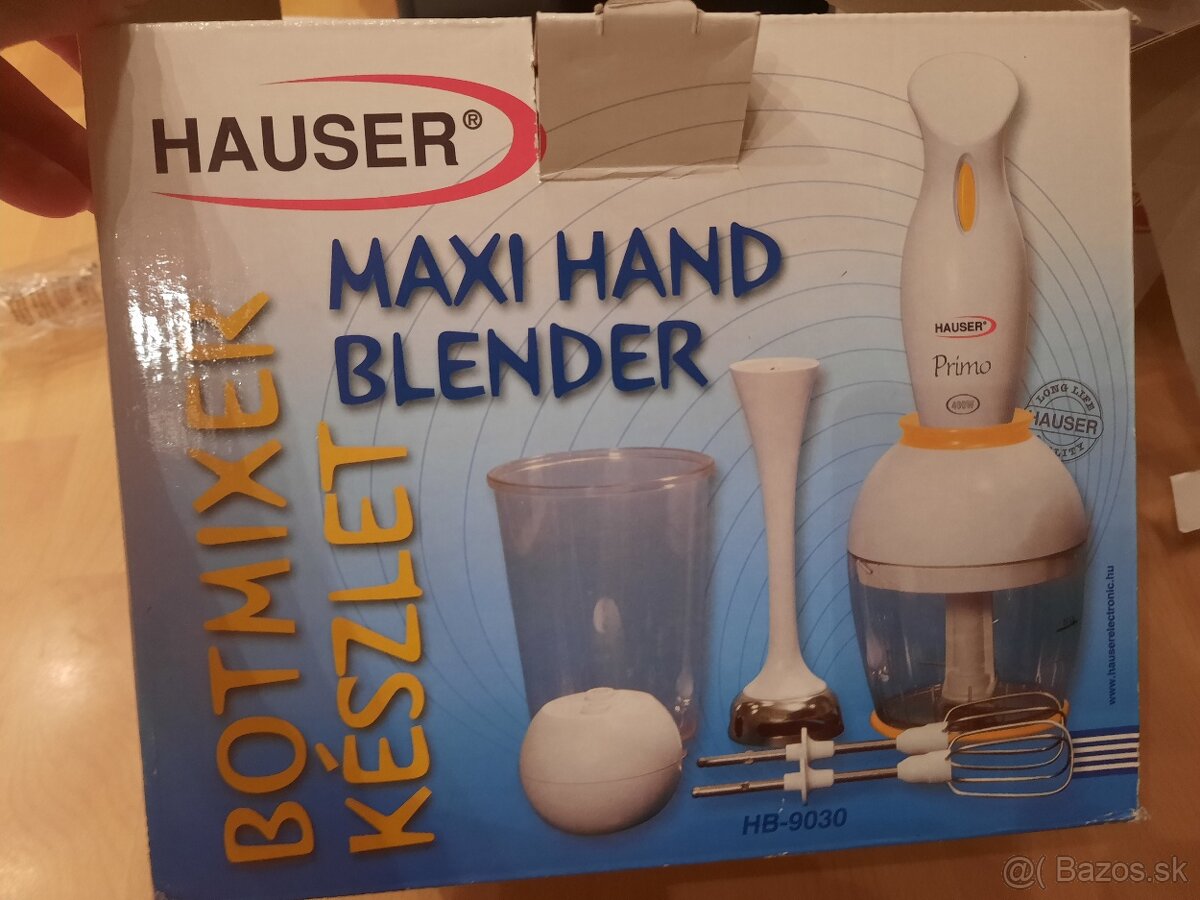 HAUSER®
MAXI HAND
BLENDER
BOTMIXER
KÉSZLET
HAUSER®
Primo
400W
LONG LIFE
HAUSER
QUALITY
www.hauserelectronic.hu
HB-9030
@( Bazos.sk